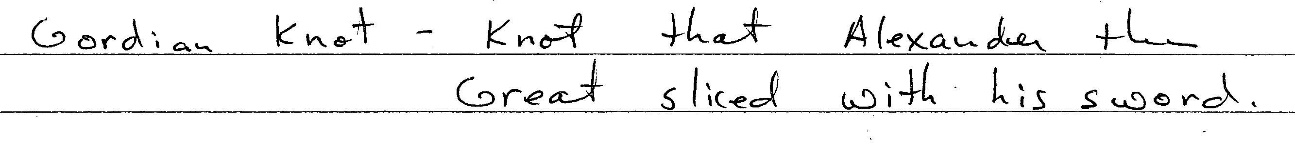 Gordian Knot - Knot that Alexander the
Great sliced with his sword.